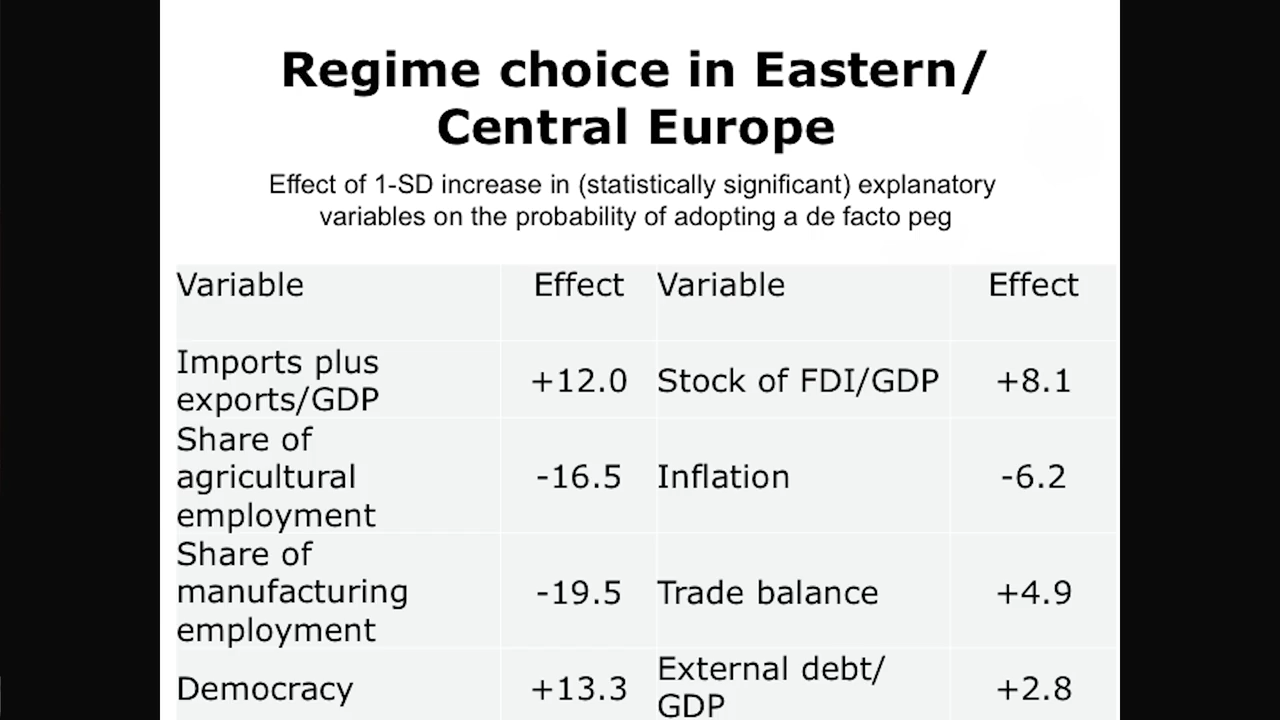 Regime choice in Eastern/
Central Europe
Effect of 1-SD increase in (statistically significant) explanatory
variables on the probability of adopting a de facto peg
Variable Effect Variable Effect
Imports plus
exports/GDP
+12.0 Stock of FDI/GDP +8.1
Share of
agricultural
employment
-16.5 Inflation -6.2
Share of
manufacturing
employment
-19.5 Trade balance +4.9
Democracy +13.3
External debt/
GDP
+2.8